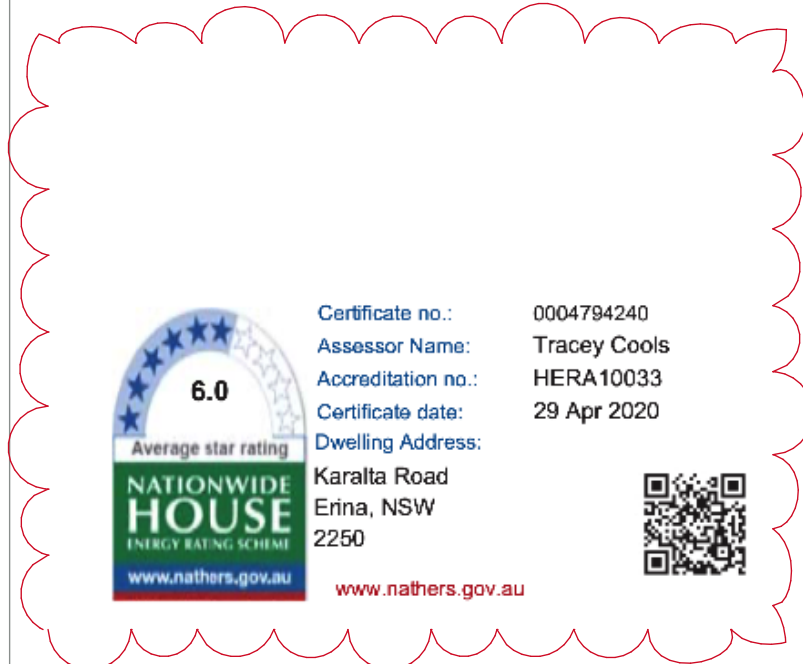 6.0
Average star rating
NATIONWIDE
HOUSE
ENERGY RATING SCHEME
www.nathers.gov.au
Certificate no.: 0004794240
Assessor Name: Tracey Cools
Accreditation no.: HERA10033
Certificate date: 29 Apr 2020
Dwelling Address:
Karalta Road
Erina, NSW
2250
www.nathers.gov.au